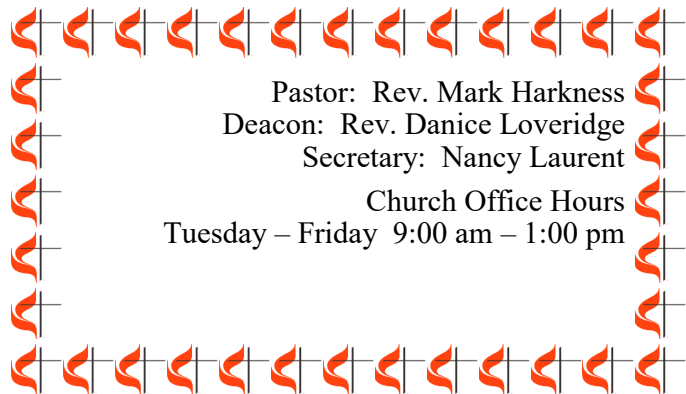 Pastor:  Rev. Mark Harkness
Deacon:  Rev. Danice Loveridge
Secretary:  Nancy Laurent
Church Office Hours
Tuesday – Friday  9:00 am – 1:00 pm